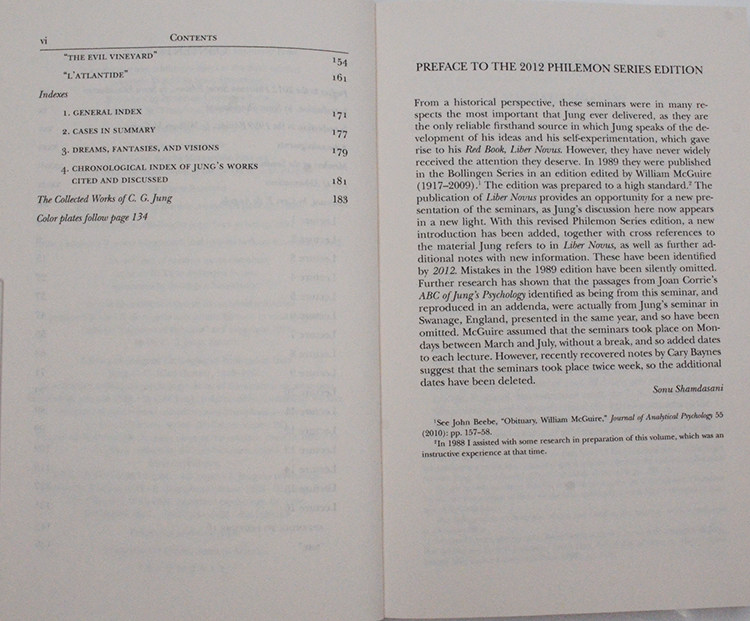 vi CONTENTS
"THE EVIL VINEYARD" 154
"L'ATLANTIDE" 161
Indexes
1. GENERAL INDEX 171
2. CASES IN SUMMARY 177
3. DREAMS, FANTASIES, AND VISIONS 179
4. CHRONOLOGICAL INDEX OF JUNG'S WORKS
CITED AND DISCUSSED 181
The Collected Works of C. G. Jung 183
Color plates follow page 134
PREFACE TO THE 2012 PHILEMON SERIES EDITION
From a historical perspective, these seminars were in many re-
spects the most important that Jung ever delivered, as they are
the only reliable firsthand source in which Jung speaks of the de-
velopment of his ideas and his self-experimentation, which gave
rise to his Red Book, Liber Novus. However, they have never widely
received the attention they deserve. In 1989 they were published
in the Bollingen Series in an edition edited by William McGuire
(1917–2009).¹ The edition was prepared to a high standard.² The
publication of Liber Novus provides an opportunity for a new pre-
sentation of the seminars, as Jung's discussion here now appears
in a new light. With this revised Philemon Series edition, a new
introduction has been added, together with cross references to
the material Jung refers to in Liber Novus, as well as further ad-
ditional notes with new information. These have been identified
by 2012. Mistakes in the 1989 edition have been silently omitted.
Further research has shown that the passages from Joan Corrie's
ABC of Jung's Psychology identified as being from this seminar, and
reproduced in an addenda, were actually from Jung's seminar in
Swanage, England, presented in the same year, and so have been
omitted. McGuire assumed that the seminars took place on Mon-
days between March and July, without a break, and so added dates
to each lecture. However, recently recovered notes by Cary Baynes
suggest that the seminars took place twice week, so the additional
dates have been deleted.
Sonu Shamdasani
¹See John Beebe, "Obituary, William McGuire," Journal of Analytical Psychology 55
(2010): pp. 157–58.
²In 1988 I assisted with some research in preparation of this volume, which was an
instructive experience at that time.